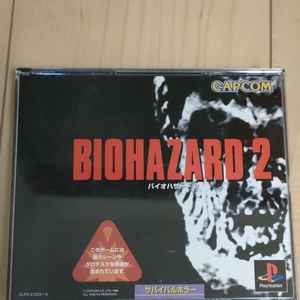 CAPCOM
BIOHAZARD 2
バイオハザード 2
このゲームには
暴力シーンや
グロテスクな表現が
含まれています。
サバイバルホラー
PlayStation